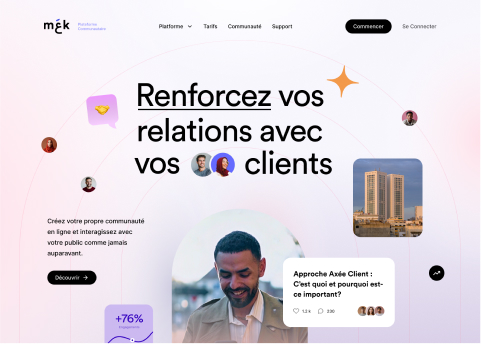 mčk
Plateforme
Communautaire
Plateforme
Tarifs
Communauté
Support
Commencer
Se Connecter
Renforcez vos
relations avec
vos clients
Créez votre propre communauté
en ligne et interagissez avec
votre public comme jamais
auparavant.
Découvrir
Approche Axée Client :
C'est quoi et pourquoi est-
ce important?
1.2 k
230
+76%
Engagement